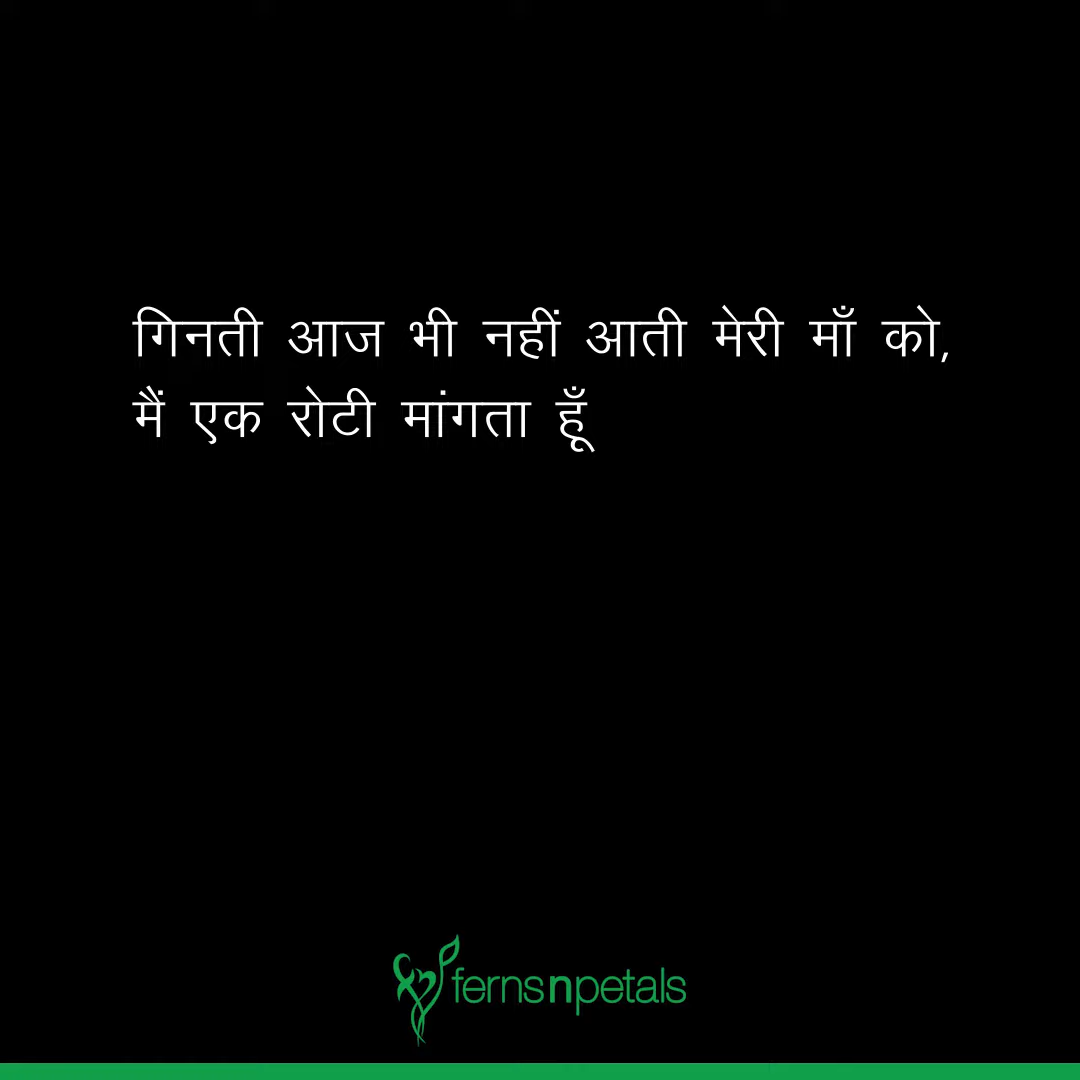 गिनती आज भी नहीं आती मेरी माँ को,
मैं एक रोटी मांगता हूँ
fernsnpetals